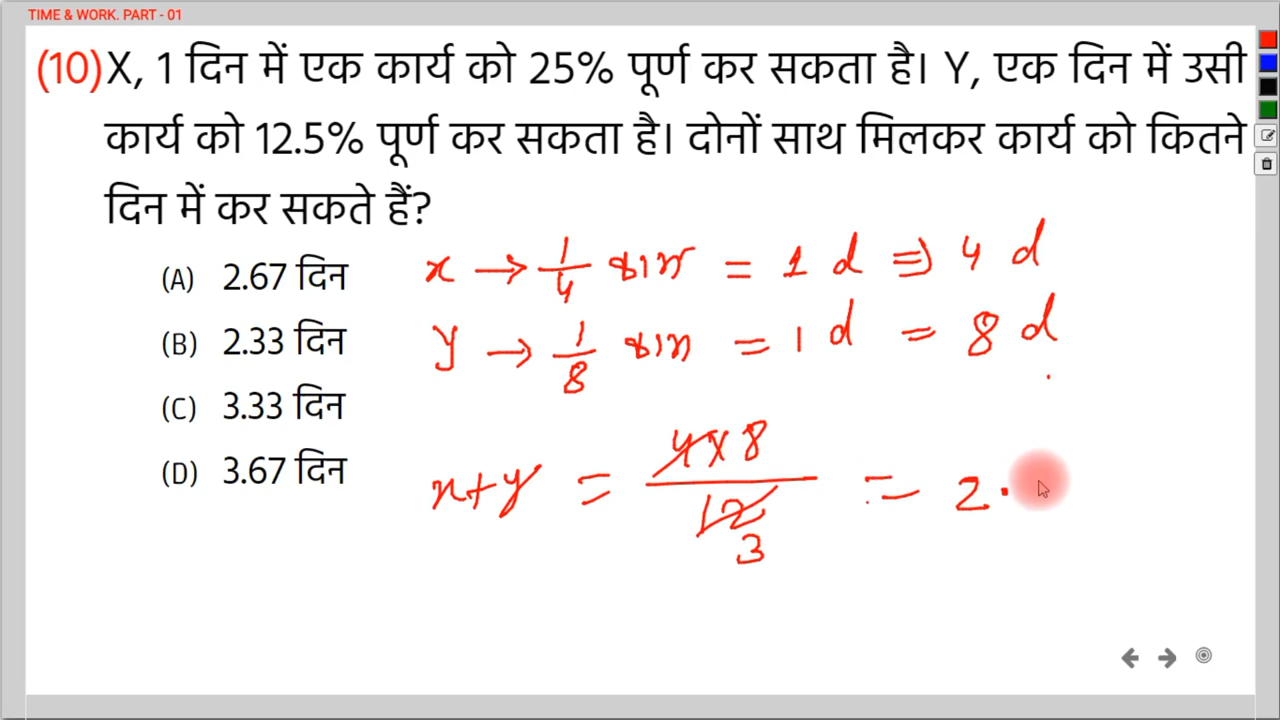 TIME & WORK. PART - 01
(10) X, 1 दिन में एक कार्य को 25% पूर्ण कर सकता है। Y, एक दिन में उसी
कार्य को 12.5% पूर्ण कर सकता है। दोनों साथ मिलकर कार्य को कितने
दिन में कर सकते हैं?
(A) 2.67 दिन
(B) 2.33 दिन
(C) 3.33 दिन
(D) 3.67 दिन
x → 1/4 कार्य = 1 d ⇒ 4 d
y → 1/8 कार्य = 1 d = 8 d
x+y = 4×8/12 = 2.
3